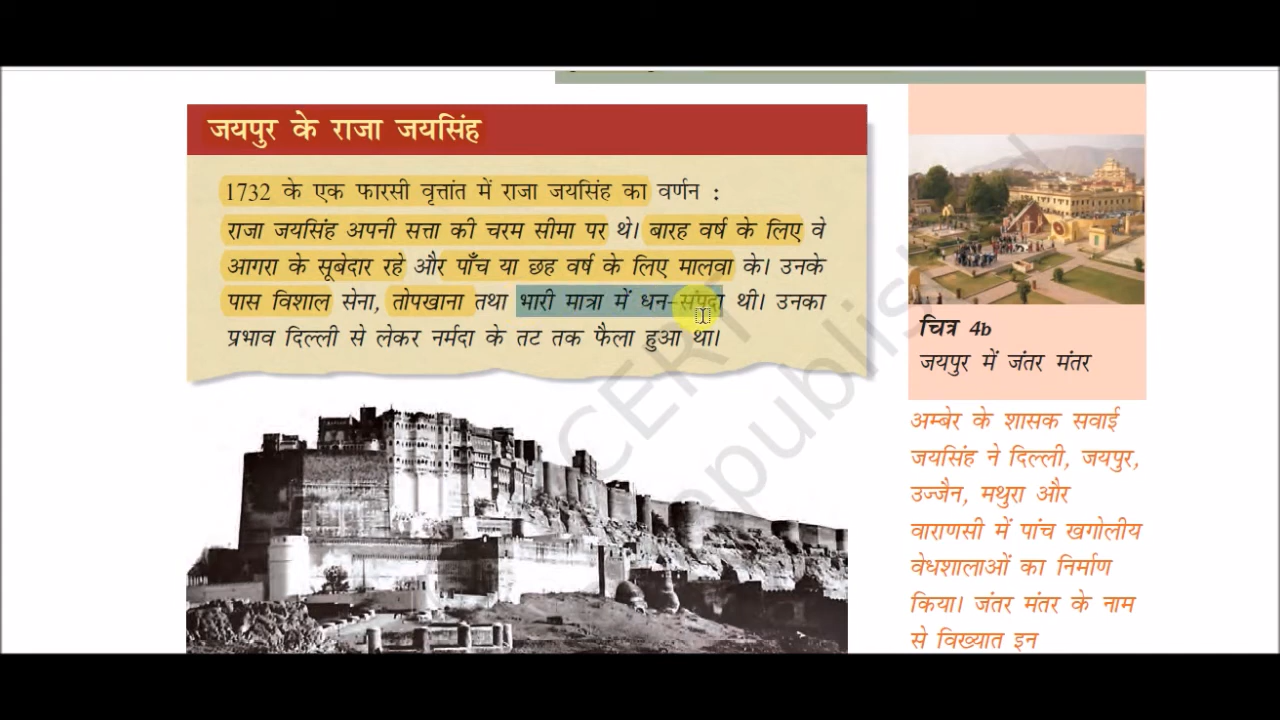 जयपुर के राजा जयसिंह
1732 के एक फारसी वृत्तांत में राजा जयसिंह का वर्णन :
राजा जयसिंह अपनी सत्ता की चरम सीमा पर थे। बारह वर्ष के लिए वे
आगरा के सूबेदार रहे और पाँच या छह वर्ष के लिए मालवा के। उनके
पास विशाल सेना, तोपखाना तथा भारी मात्रा में धन-संपदा थी। उनका
प्रभाव दिल्ली से लेकर नर्मदा के तट तक फैला हुआ था।
चित्र 4b
जयपुर में जंतर मंतर
अम्बेर के शासक सवाई
जयसिंह ने दिल्ली, जयपुर,
उज्जैन, मथुरा और
वाराणसी में पांच खगोलीय
वेधशालाओं का निर्माण
किया। जंतर मंतर के नाम
से विख्यात इन